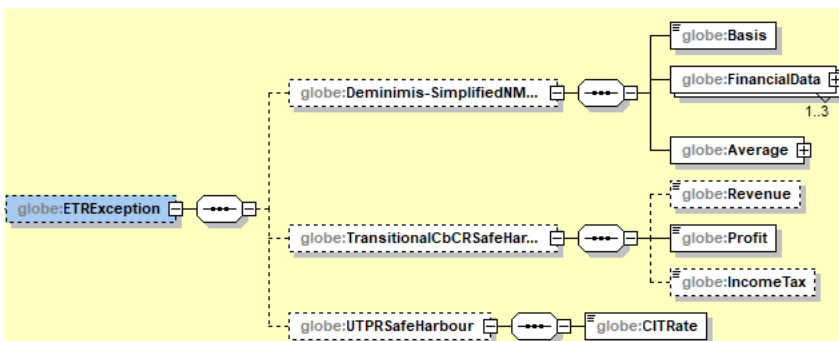 globe:Basis
globe:FinancialData
1..3
globe:Deminimis-SimplifiedNM...
globe:Average
globe:ETRException
globe:Revenue
globe:TransitionalCbCRSafeHar...
globe:Profit
globe:IncomeTax
globe:UTPRSafeHarbour
globe:CITRate